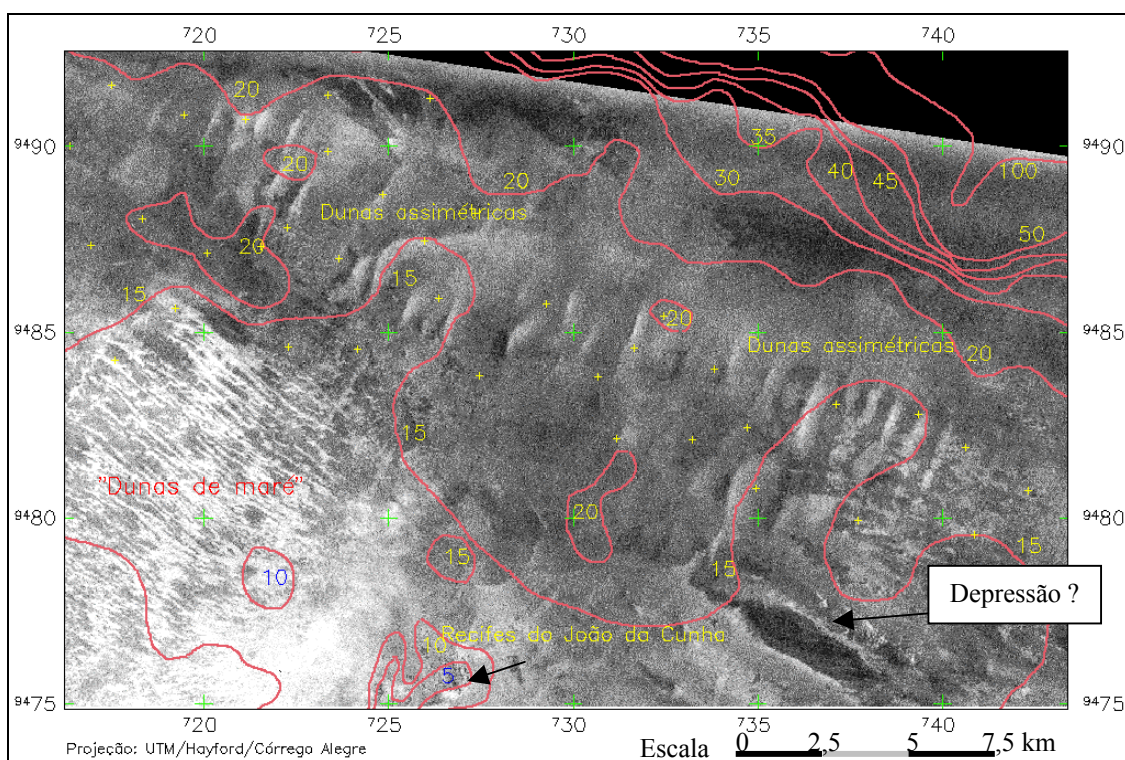 720 725 730 735 740
20
35
9490 20 20 30 40 45 100 9490
Dunas assimétricas
20 50
15 15
20
9485 Dunas assimétricas 20 9485
15
"Dunas de maré"
9480 20 9480
10 15 15 15
Depressão ?
10 Recifes do João da Cunha
5
9475 9475
720 725 730 735 740
Projeção: UTM/Hayford/Córrego Alegre
Escala 0 2,5 5 7,5 km